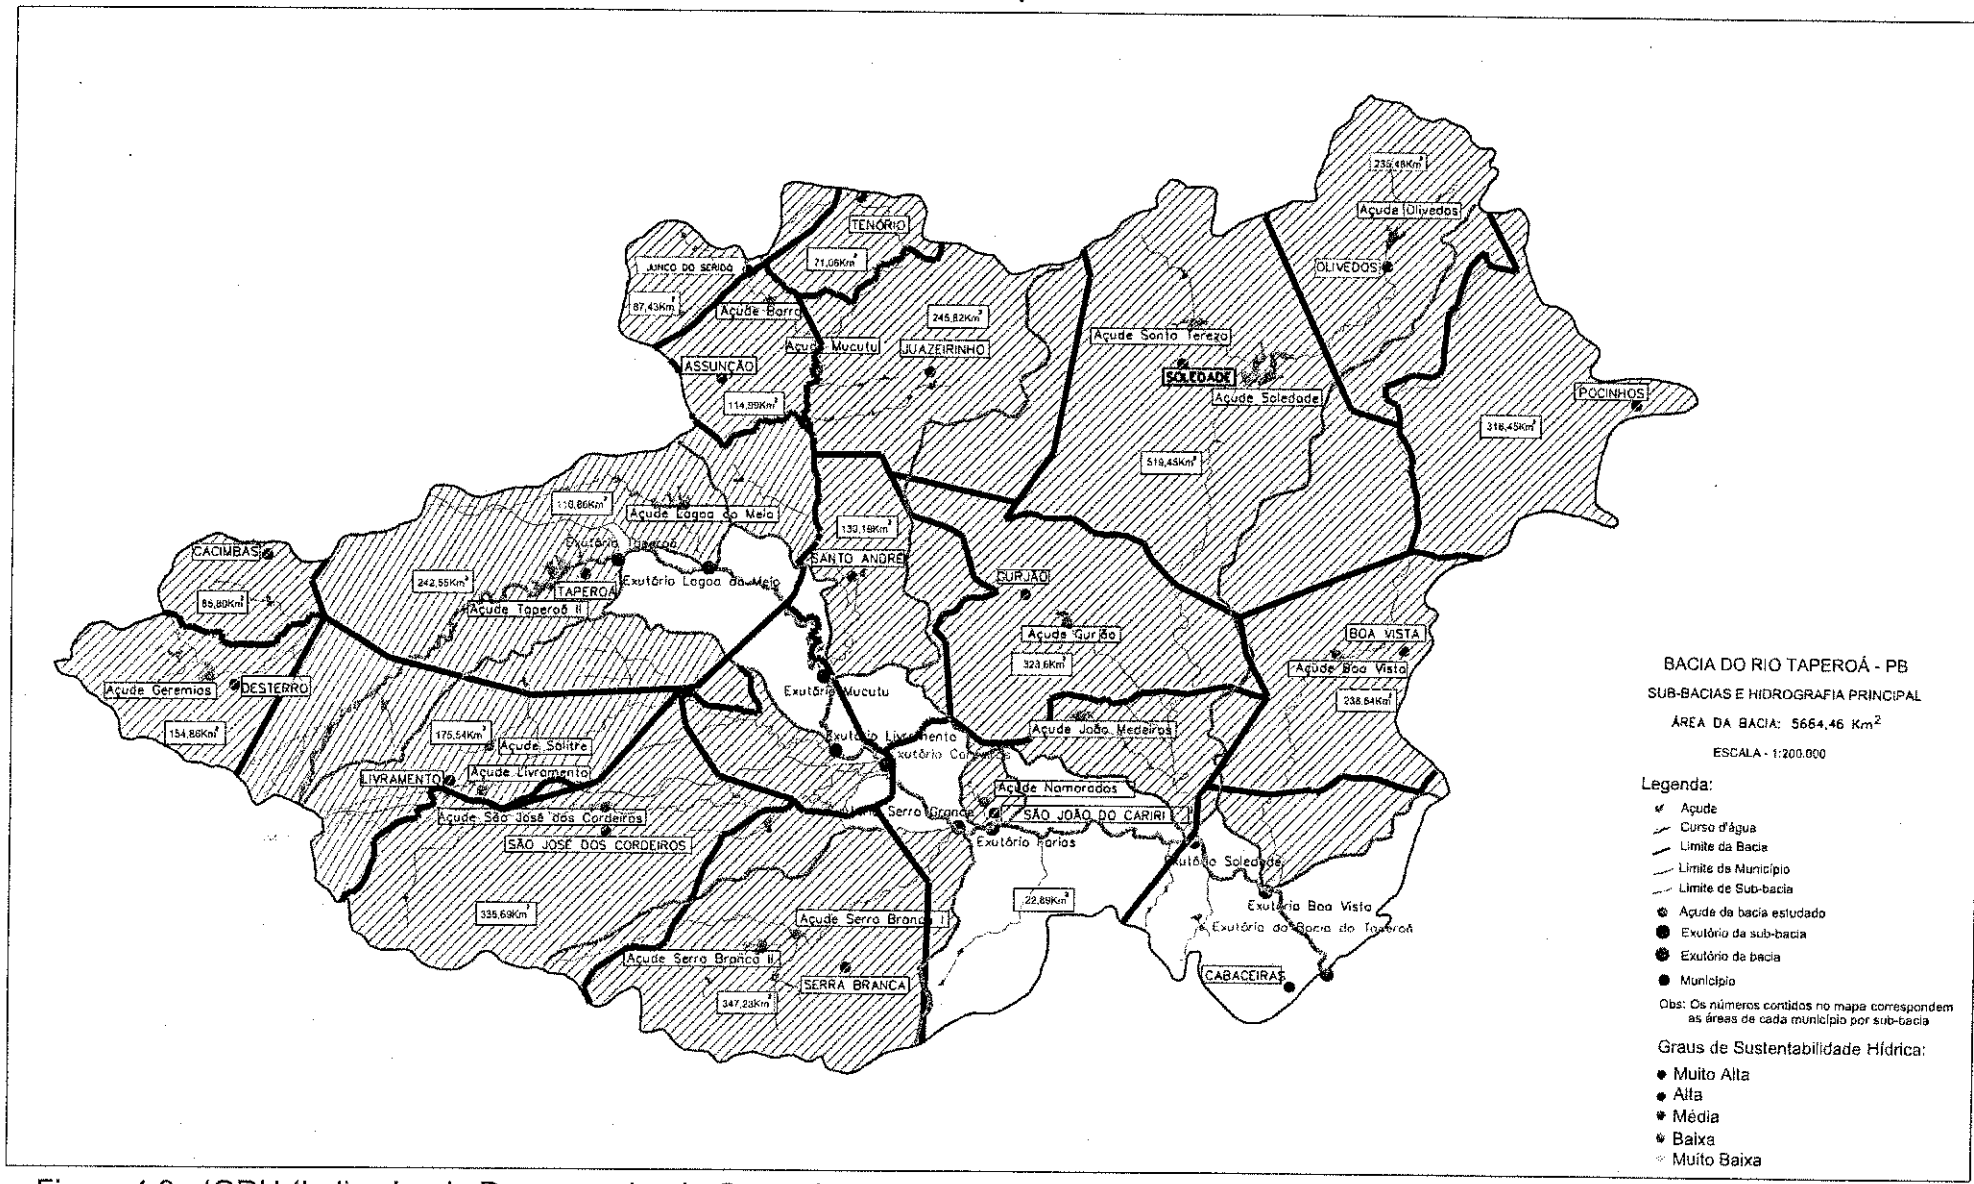 235,48Km²
Açude Olivedos
TENÓRIO
71,06Km²
OLIVEDOS
JUNCO DO SERIDÓ
87,43Km²
Açude Barra
245,82Km²
Açude Mucutu
JUAZEIRINHO
Açude Santa Tereza
ASSUNÇÃO
SOLEDADE
Açude Soledade
POCINHOS
114,99Km²
316,45Km²
519,45Km²
Açude Lagoa do Meio
SANTO ANDRÉ
Exutório Taperoá
CACIMBAS
242,55Km²
TAPEROÁ
Exutório Lagoa do Meio
GURJÃO
Açude Taperoá II
Açude Gurjão
BOA VISTA
323,6Km²
Açude Boa Vista
Açude Geremias
DESTERRO
Exutório Mucutu
238,54Km²
154,86Km²
175,54Km²
Açude Salitre
Exutório Livramento
Açude João Medeiros
LIVRAMENTO
Açude Livramento
Açude Namorados
Açude São José dos Cordeiros
Serra Grande
SÃO JOÃO DO CARIRI
SÃO JOSÉ DOS CORDEIROS
Exutório Farias
Exutório Soledade
335,69Km²
22,89Km²
Açude Serra Branca I
Exutório Boa Vista
Exutório da Bacia do Taperoá
Açude Serra Branca II
SERRA BRANCA
CABACEIRAS
347,23Km²
BACIA DO RIO TAPEROÁ - PB
SUB-BACIAS E HIDROGRAFIA PRINCIPAL
ÁREA DA BACIA: 5664,46 Km²
ESCALA - 1:200.000
Legenda:
Açude
Curso d'água
Limite da Bacia
Limite de Município
Limite de Sub-bacia
Açude da bacia estudado
Exutório da sub-bacia
Exutório da bacia
Município
Obs: Os números contidos no mapa correspondem
as áreas de cada município por sub-bacia
Graus de Sustentabilidade Hídrica:
Muito Alta
Alta
Média
Baixa
Muito Baixa